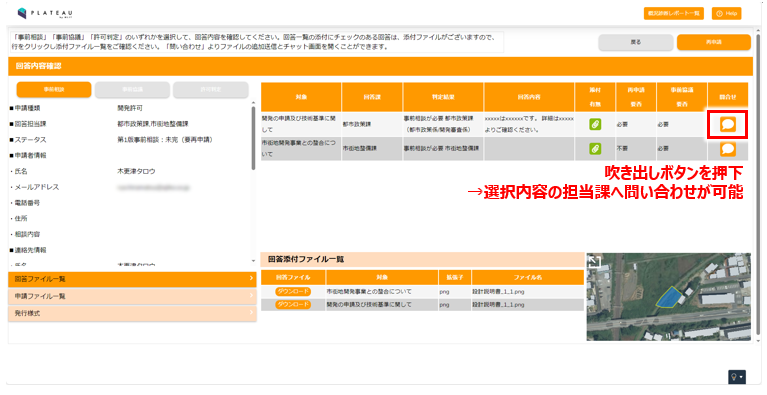 PLATEAU
by MLIT
概況診断レポート一覧
Help
「事前相談」「事前協議」「許可判定」のいずれかを選択して、回答内容を確認してください。回答一覧の添付にチェックのある回答は、添付ファイルがございますので、
行をクリックし添付ファイル一覧をご確認ください。「問い合わせ」よりファイルの追加送信とチャット画面を開くことができます。
戻る
再申請
回答内容確認
事前相談
事前協議
許可判定
■申請種類 開発許可
■回答担当課 都市政策課,市街地整備課
■ステータス 第1版事前相談：未完（要再申請）
■申請者情報
・氏名 木更津タロウ
・メールアドレス
・電話番号
・住所
・相談内容
■連絡先情報
・氏名 木更津タロウ
回答ファイル一覧
申請ファイル一覧
発行様式
対象 回答課 判定結果 回答内容 添付有無 再申請要否 事前協議要否 問合せ
開発の申請及び技術基準に関して 都市政策課 事前相談が必要 都市政策課（都市政策係/開発審査係） xxxxxはxxxxxxです。 詳細はxxxxxよりご確認ください。 必要 必要
市街地開発事業との整合について 市街地整備課 事前相談が必要 市街地整備課 不要 必要
吹き出しボタンを押下
→選択内容の担当課へ問い合わせが可能
回答添付ファイル一覧
回答ファイル 対象 拡張子 ファイル名
ダウンロード 市街地開発事業との整合について png 設計説明書_1_1.png
ダウンロード 開発の申請及び技術基準に関して png 設計説明書_1_1.png